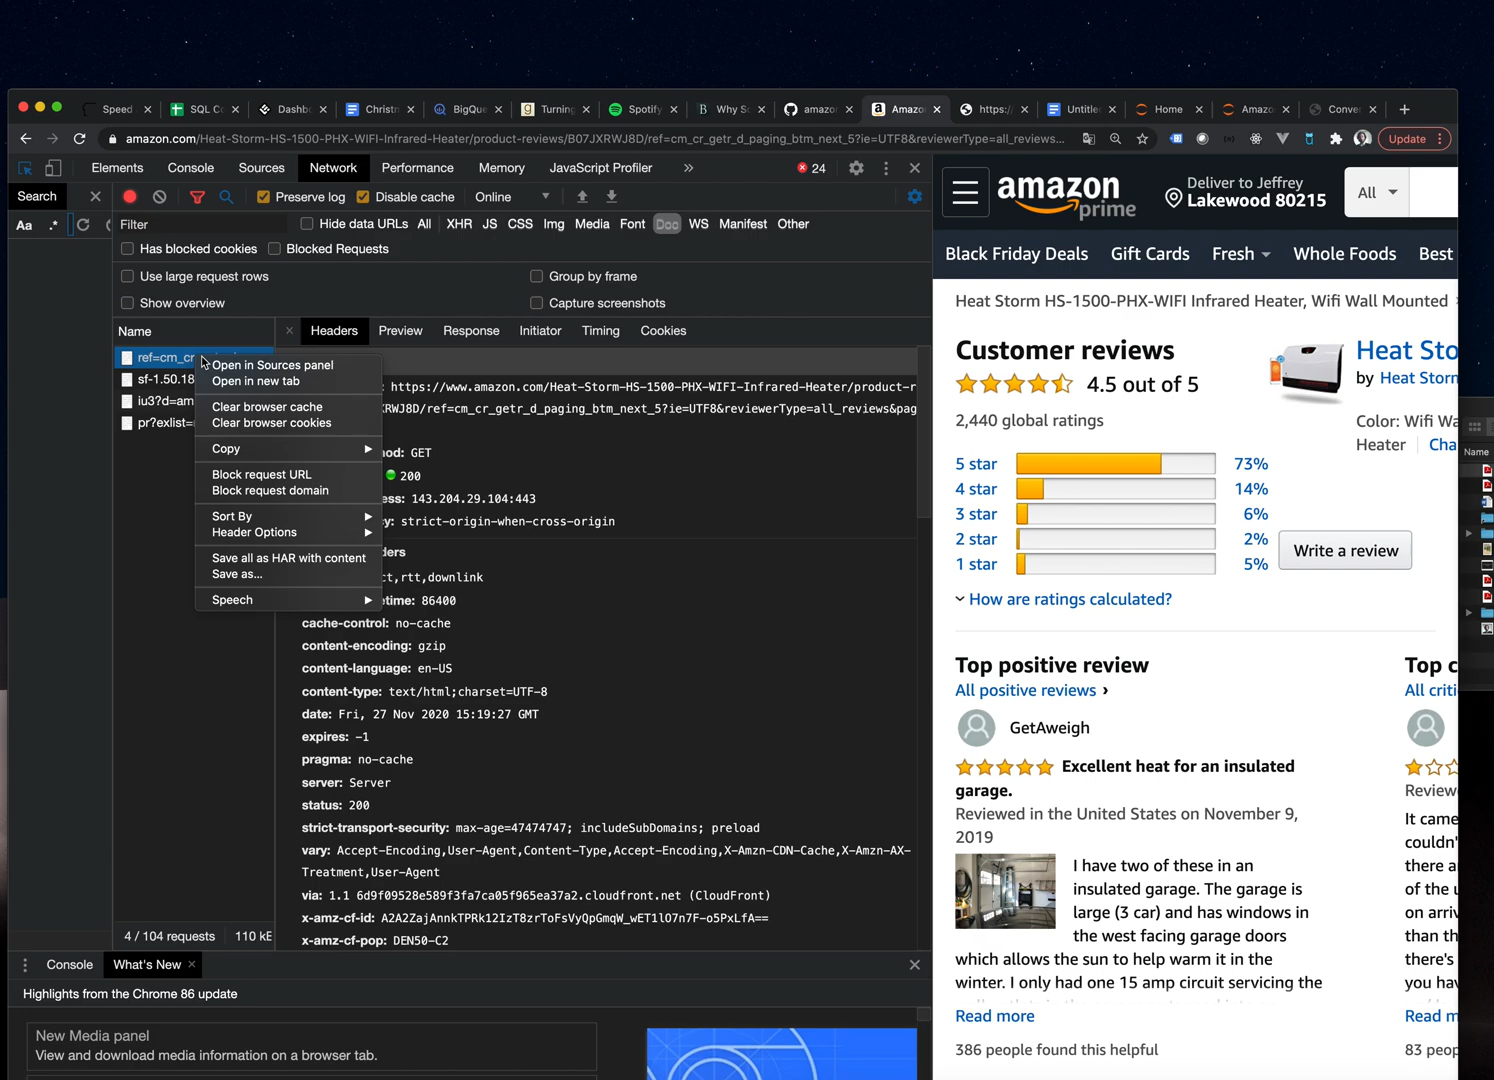 Speed
SQL Co
Dashbo
Christm
BigQue
Turning
Spotify
Why So
amazon
Amazo
https:/
Untitle
Home
Amazo
Conver
amazon.com/Heat-Storm-HS-1500-PHX-WIFI-Infrared-Heater/product-reviews/B07JXRWJ8D/ref=cm_cr_getr_d_paging_btm_next_5?ie=UTF8&reviewerType=all_reviews...
Update
Elements Console Sources Network Performance Memory JavaScript Profiler » 24
Search
Preserve log Disable cache Online
Aa .*
Filter Hide data URLs All XHR JS CSS Img Media Font Doc WS Manifest Other
Has blocked cookies Blocked Requests
Use large request rows Group by frame
Show overview Capture screenshots
Name
Headers Preview Response Initiator Timing Cookies
ref=cm_cr
sf-1.50.18
iu3?d=am
pr?exlist=
Open in Sources panel
Open in new tab
Clear browser cache
Clear browser cookies
Copy
Block request URL
Block request domain
Sort By
Header Options
Save all as HAR with content
Save as...
Speech
: https://www.amazon.com/Heat-Storm-HS-1500-PHX-WIFI-Infrared-Heater/product-r
KRWJ8D/ref=cm_cr_getr_d_paging_btm_next_5?ie=UTF8&reviewerType=all_reviews&pag
od: GET
200
ess: 143.204.29.104:443
y: strict-origin-when-cross-origin
ders
ct,rtt,downlink
etime: 86400
cache-control: no-cache
content-encoding: gzip
content-language: en-US
content-type: text/html;charset=UTF-8
date: Fri, 27 Nov 2020 15:19:27 GMT
expires: -1
pragma: no-cache
server: Server
status: 200
strict-transport-security: max-age=47474747; includeSubDomains; preload
vary: Accept-Encoding,User-Agent,Content-Type,Accept-Encoding,X-Amzn-CDN-Cache,X-Amzn-AX-
Treatment,User-Agent
via: 1.1 6d9f09528e589f3fa7ca05f965ea37a2.cloudfront.net (CloudFront)
x-amz-cf-id: A2A2ZajAnnkTPRk12IzT8zrToFsVyQpGmqW_wET1lO7n7F-o5PxLfA==
x-amz-cf-pop: DEN50-C2
4 / 104 requests 110 kE
Console What's New
Highlights from the Chrome 86 update
New Media panel
View and download media information on a browser tab.
amazon
prime
Deliver to Jeffrey
Lakewood 80215
All
Black Friday Deals Gift Cards Fresh Whole Foods Best
Heat Storm HS-1500-PHX-WIFI Infrared Heater, Wifi Wall Mounted
Customer reviews
4.5 out of 5
2,440 global ratings
5 star 73%
4 star 14%
3 star 6%
2 star 2%
1 star 5%
How are ratings calculated?
Heat Sto
by Heat Storn
Color: Wifi Wa
Heater Cha
Write a review
Top positive review
All positive reviews ›
GetAweigh
Excellent heat for an insulated
garage.
Reviewed in the United States on November 9,
2019
I have two of these in an
insulated garage. The garage is
large (3 car) and has windows in
the west facing garage doors
which allows the sun to help warm it in the
winter. I only had one 15 amp circuit servicing the
Read more
386 people found this helpful
Top c
All criti
Review
It came
couldn'
there a
of the u
on arriv
than th
there's
you hav
Read m
83 peop
Name